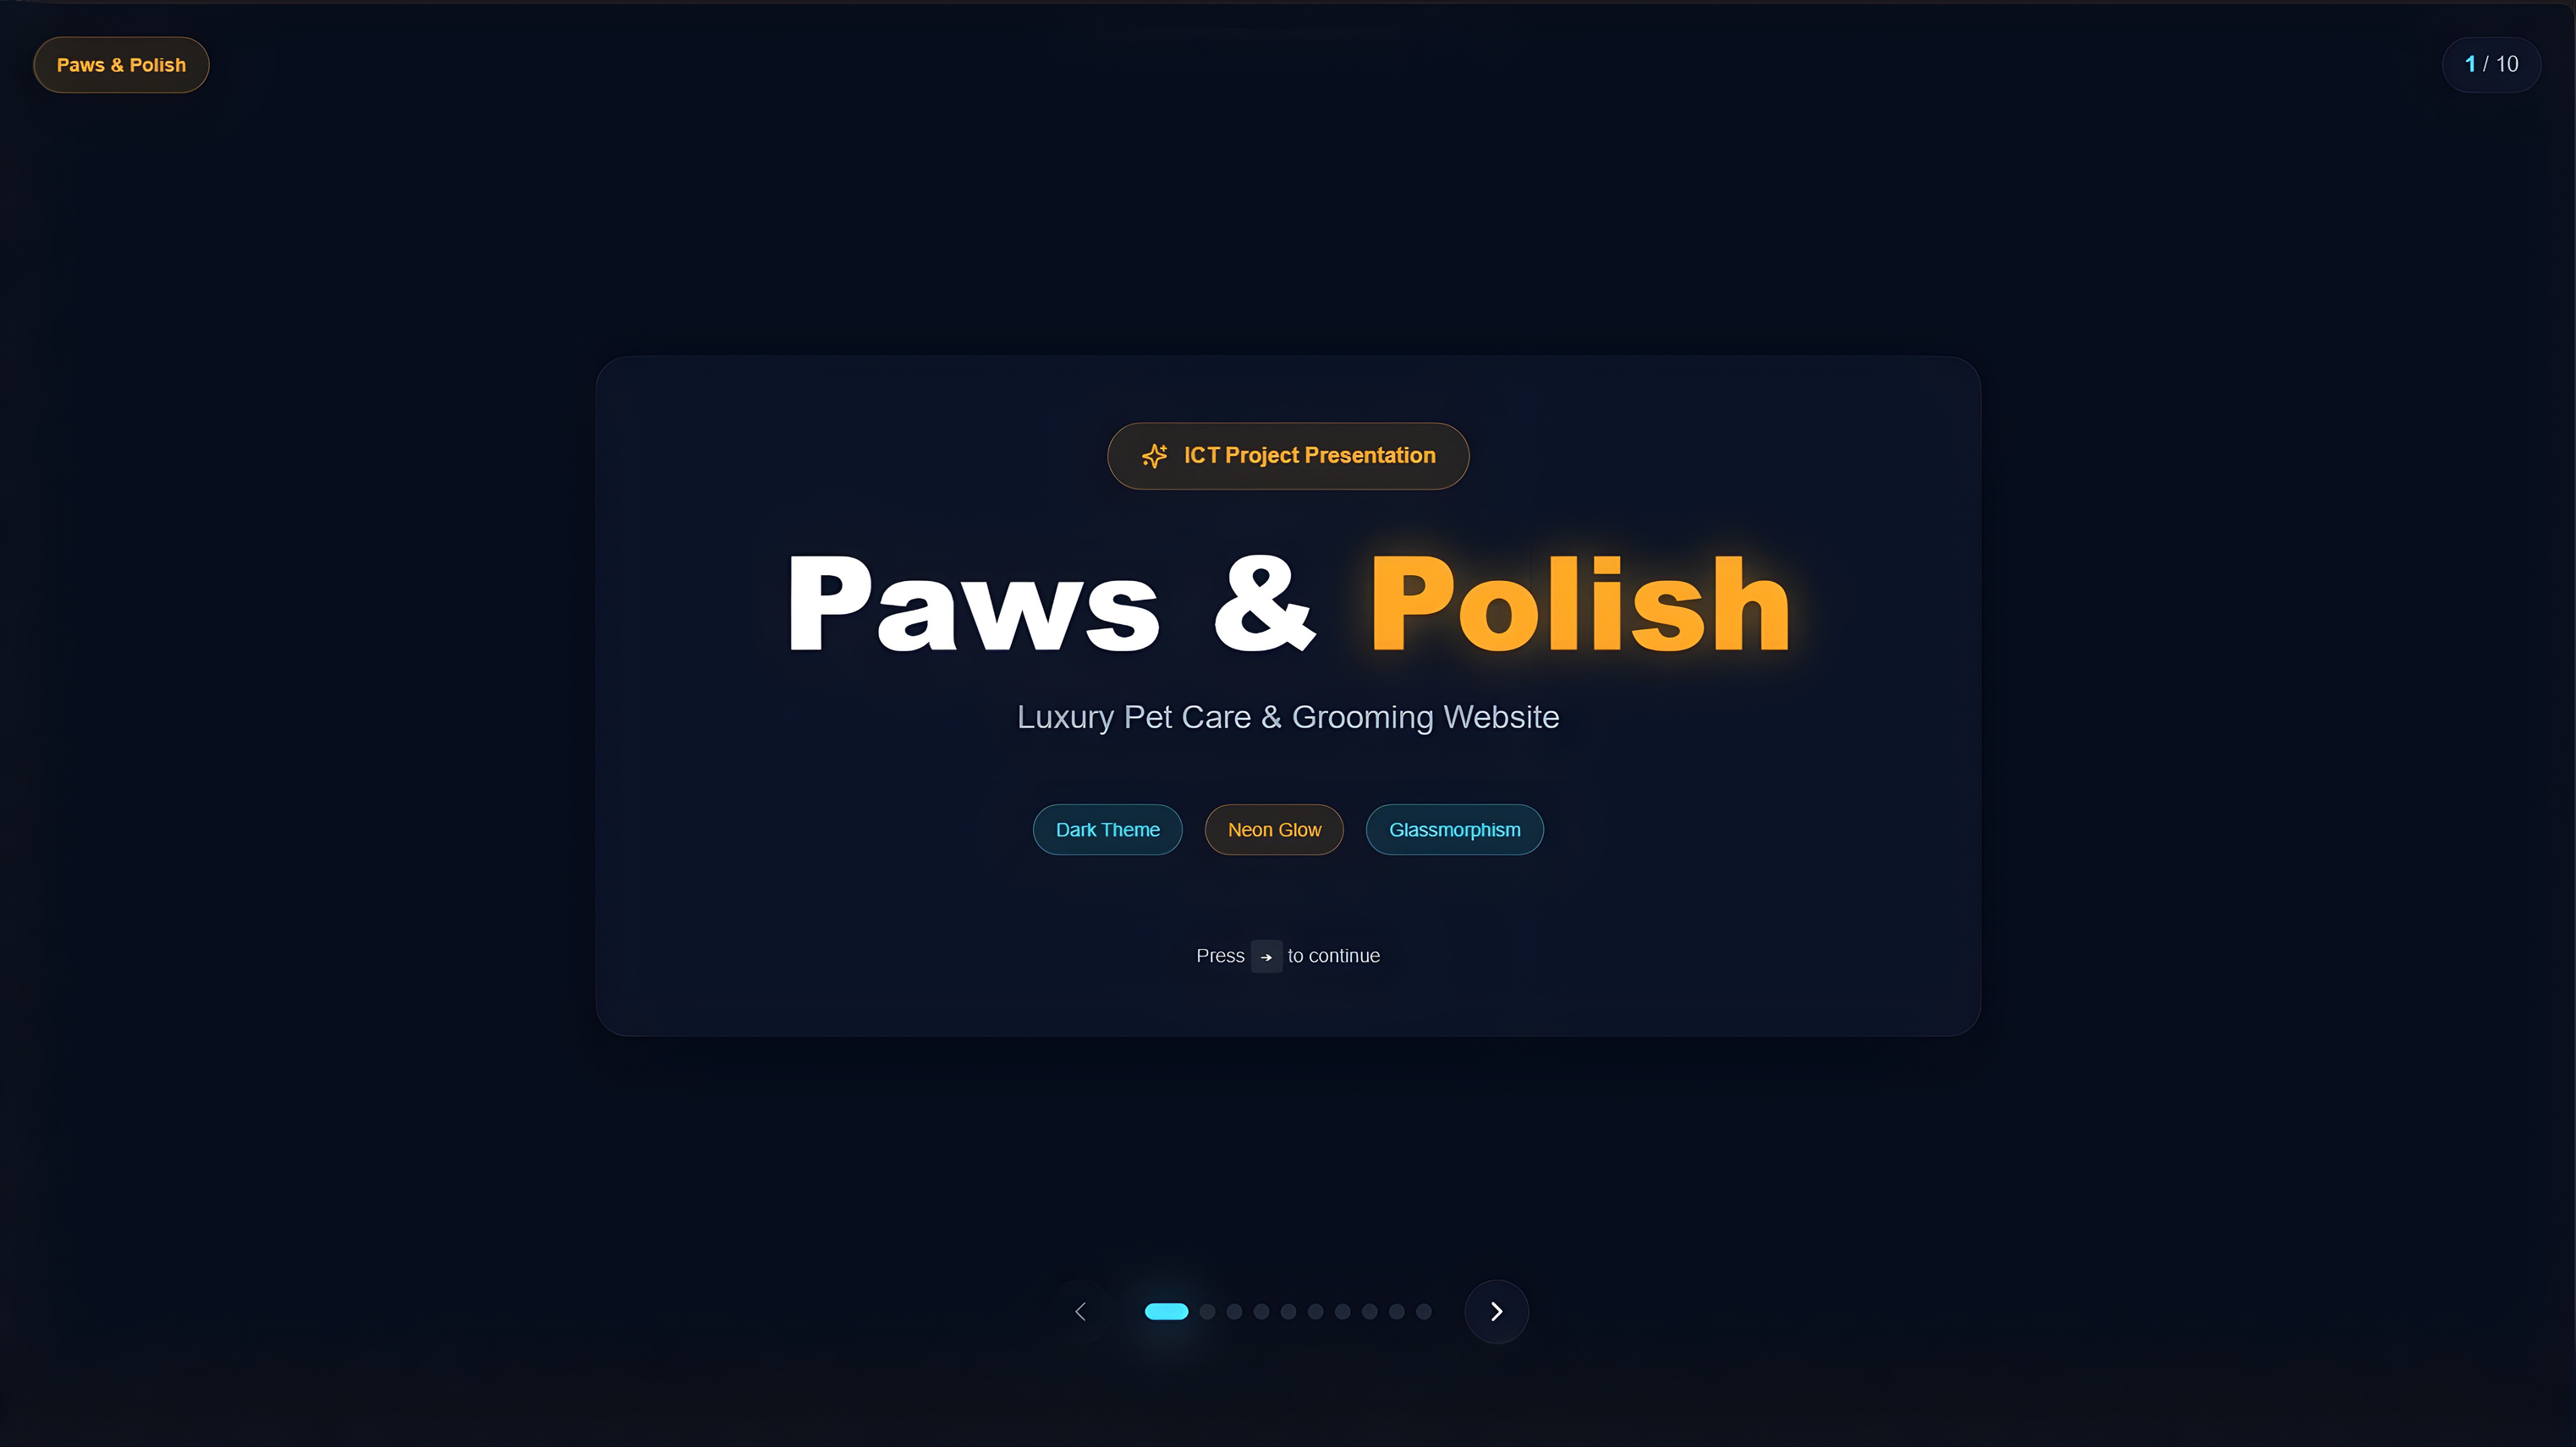 Paws & Polish
1 / 10
ICT Project Presentation
Paws & Polish
Luxury Pet Care & Grooming Website
Dark Theme
Neon Glow
Glassmorphism
Press → to continue